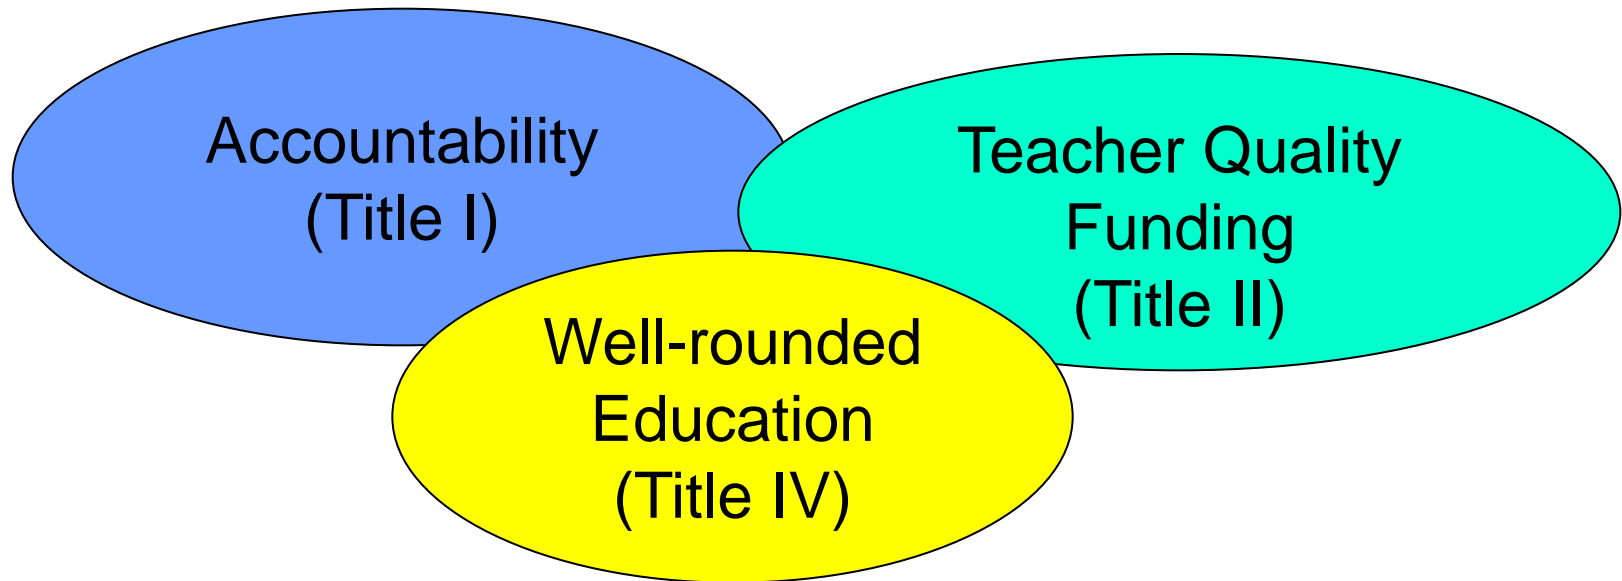 Accountability
(Title I)
Teacher Quality
Funding
(Title II)
Well-rounded
Education
(Title IV)